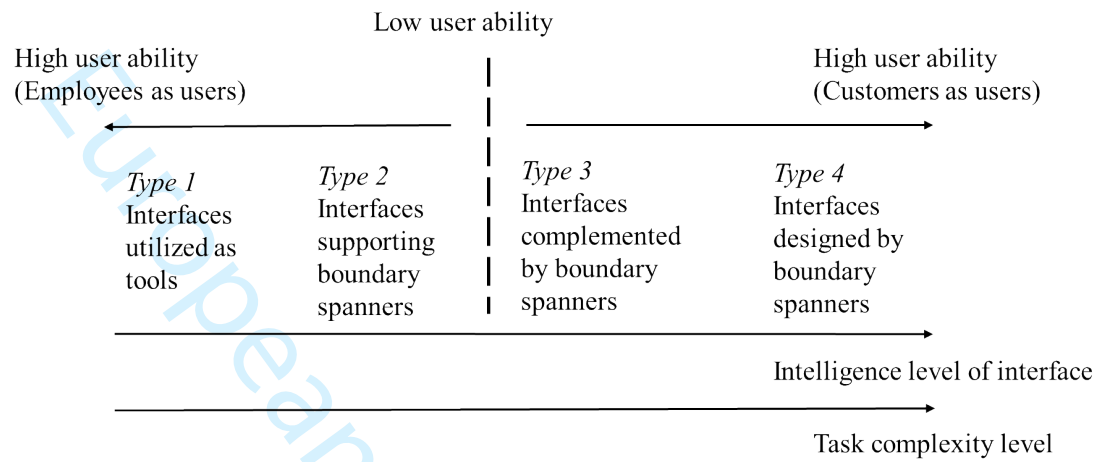 Low user ability
High user ability
(Employees as users)
High user ability
(Customers as users)
Type 1
Interfaces
utilized as
tools
Type 2
Interfaces
supporting
boundary
spanners
Type 3
Interfaces
complemented
by boundary
spanners
Type 4
Interfaces
designed by
boundary
spanners
Intelligence level of interface
Task complexity level
European